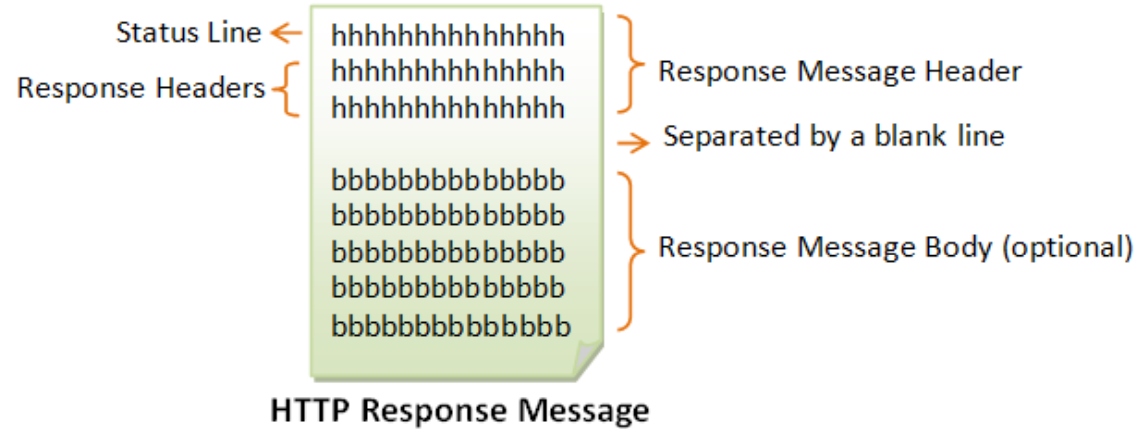 Status Line
Response Headers
hhhhhhhhhhhhhh
hhhhhhhhhhhhhh
hhhhhhhhhhhhhh
Response Message Header
Separated by a blank line
bbbbbbbbbbbbbb
bbbbbbbbbbbbbb
bbbbbbbbbbbbbb
bbbbbbbbbbbbbb
bbbbbbbbbbbbbb
Response Message Body (optional)
HTTP Response Message